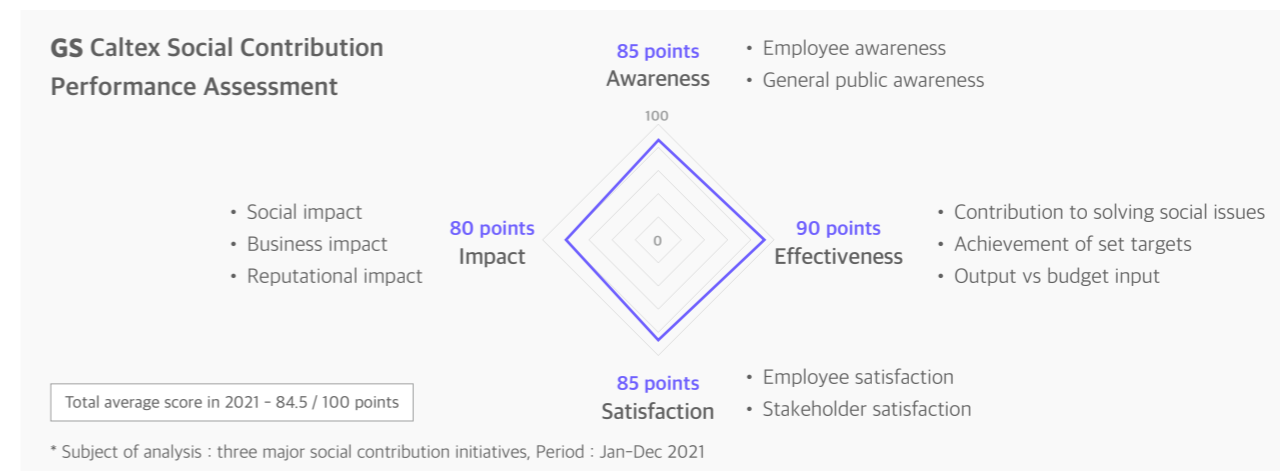 GS Caltex Social Contribution
Performance Assessment
85 points
Awareness
• Employee awareness
• General public awareness
100
• Social impact
• Business impact
• Reputational impact
80 points
Impact
0
90 points
Effectiveness
• Contribution to solving social issues
• Achievement of set targets
• Output vs budget input
85 points
Satisfaction
• Employee satisfaction
• Stakeholder satisfaction
Total average score in 2021 - 84.5 / 100 points
* Subject of analysis : three major social contribution initiatives, Period : Jan-Dec 2021